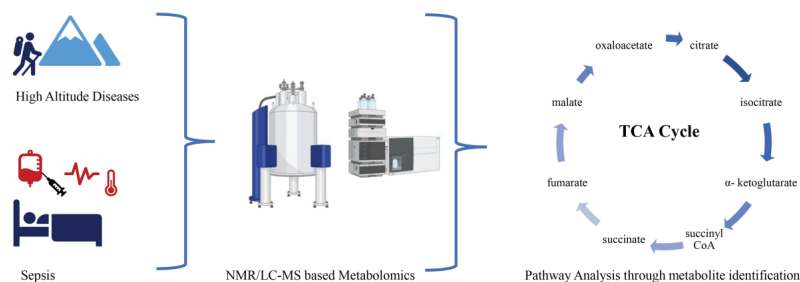 High Altitude Diseases
Sepsis
NMR/LC-MS based Metabolomics
TCA Cycle
oxaloacetate
citrate
isocitrate
α- ketoglutarate
succinyl
CoA
succinate
fumarate
malate
Pathway Analysis through metabolite identification